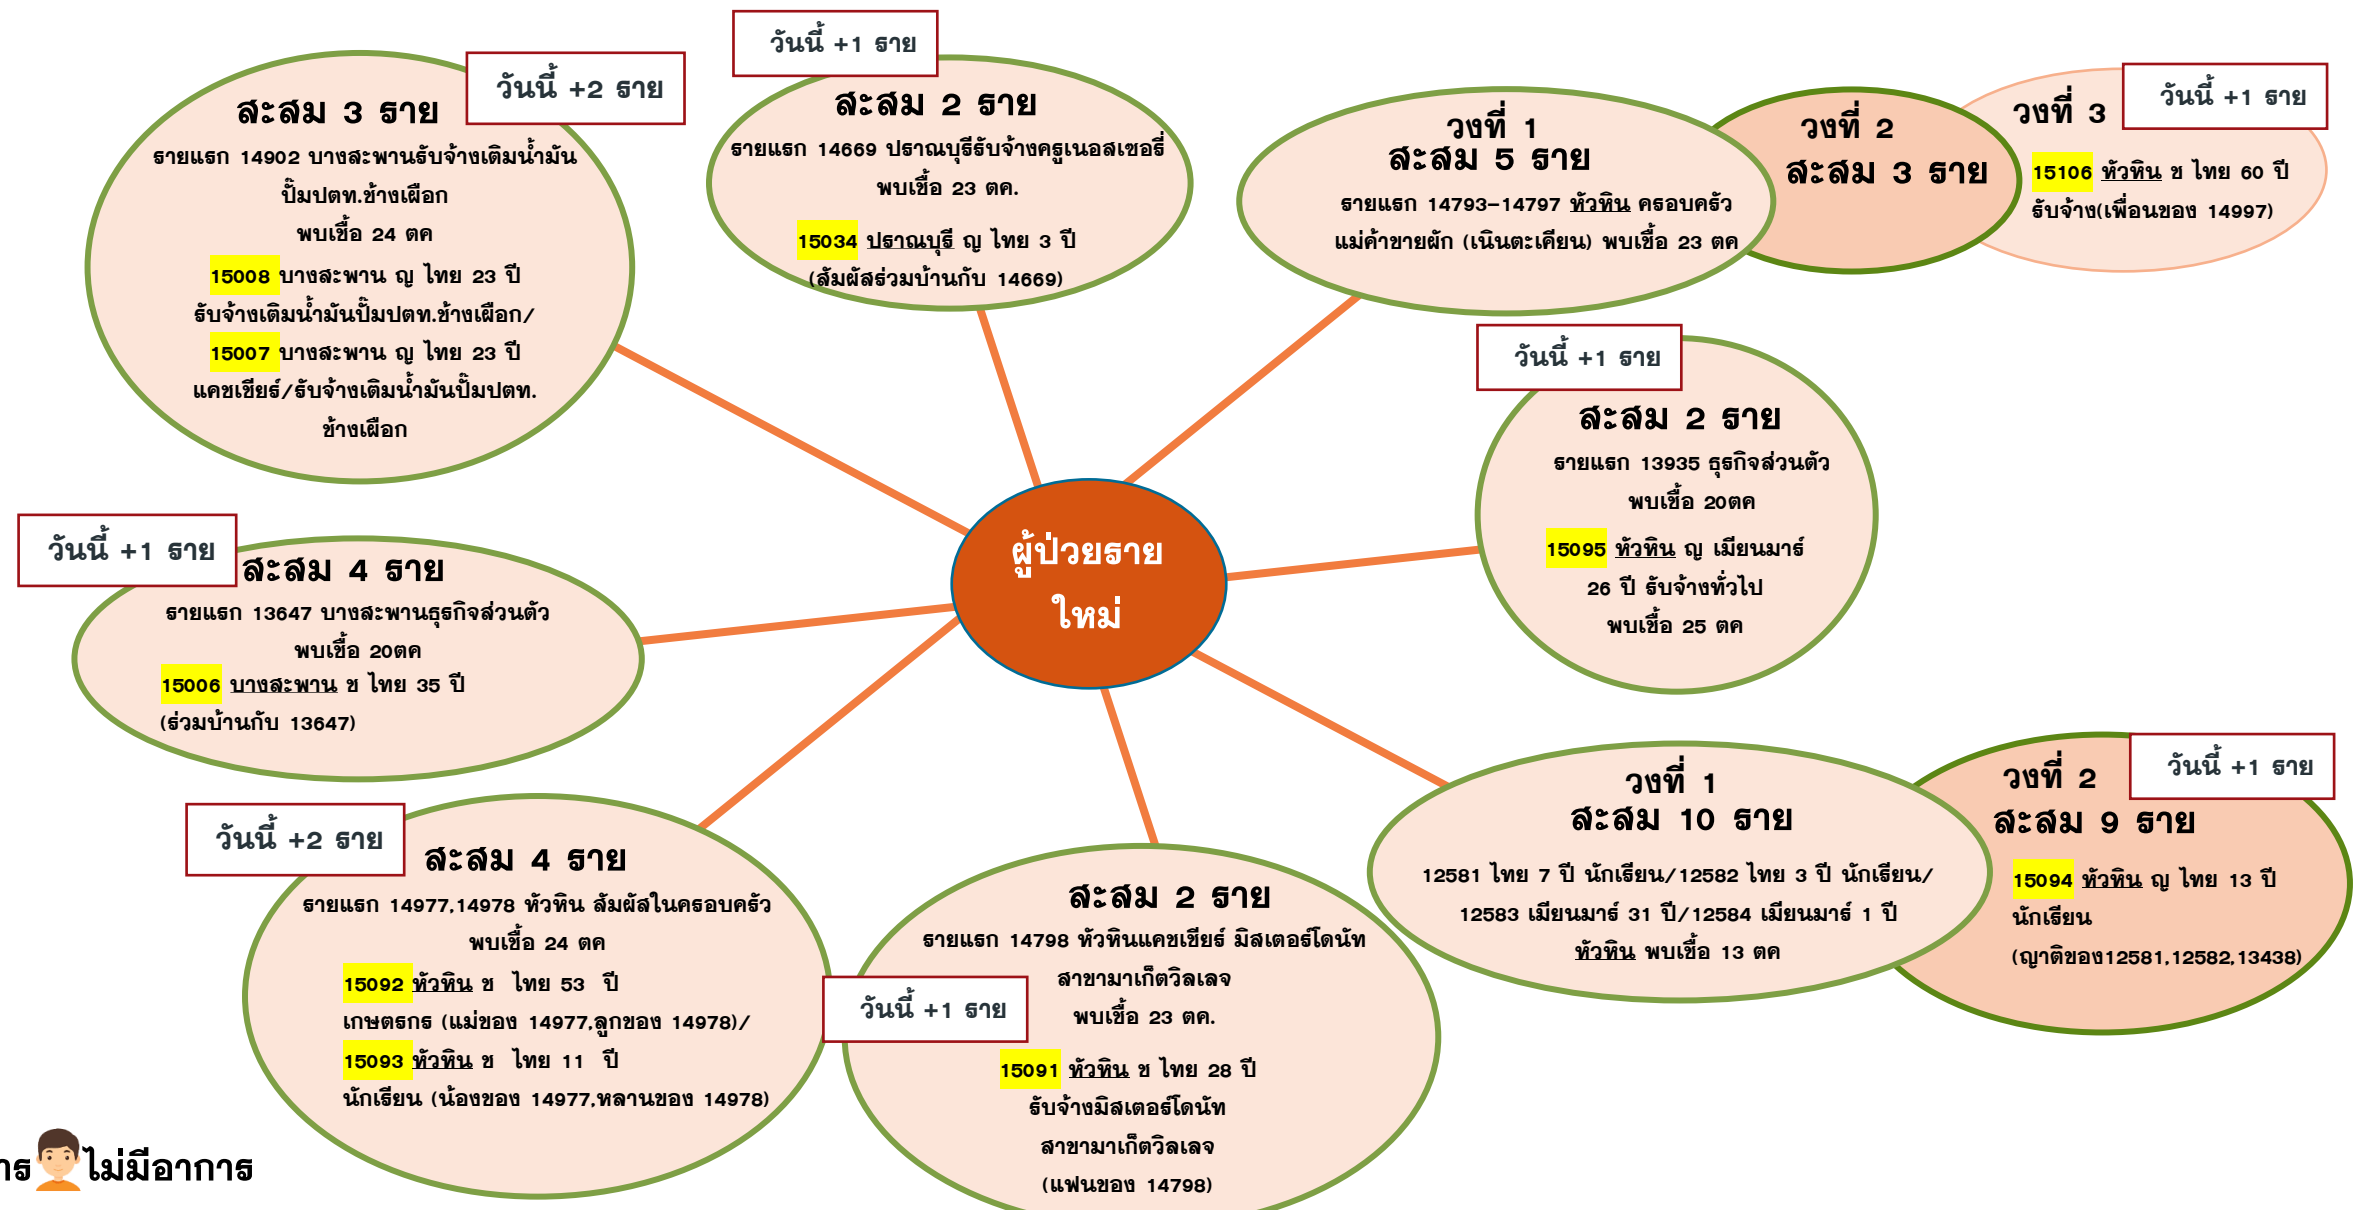 วันนี้ +2 ราย
สะสม 3 ราย
รายแรก 14902 บางสะพานรับจ้างเติมน้ำมัน
ปั๊มปตท.ช้างเผือก
พบเชื้อ 24 ตค
15008 บางสะพาน ญ ไทย 23 ปี
รับจ้างเติมน้ำมันปั๊มปตท.ช้างเผือก/
15007 บางสะพาน ญ ไทย 23 ปี
แคชเชียร์/รับจ้างเติมน้ำมันปั๊มปตท.
ช้างเผือก
วันนี้ +1 ราย
สะสม 2 ราย
รายแรก 14669 ปราณบุรีรับจ้างครูเนอสเซอรี่
พบเชื้อ 23 ตค.
15034 ปราณบุรี ญ ไทย 3 ปี
(สัมผัสร่วมบ้านกับ 14669)
วงที่ 1
สะสม 5 ราย
รายแรก 14793-14797 หัวหิน ครอบครัว
แม่ค้าขายผัก (เนินตะเคียน) พบเชื้อ 23 ตค
วงที่ 2
สะสม 3 ราย
วงที่ 3
วันนี้ +1 ราย
15106 หัวหิน ช ไทย 60 ปี
รับจ้าง(เพื่อนของ 14997)
วันนี้ +1 ราย
สะสม 2 ราย
รายแรก 13935 ธุรกิจส่วนตัว
พบเชื้อ 20ตค
15095 หัวหิน ญ เมียนมาร์
26 ปี รับจ้างทั่วไป
พบเชื้อ 25 ตค
ผู้ป่วยราย
ใหม่
วันนี้ +1 ราย
สะสม 4 ราย
รายแรก 13647 บางสะพานธุรกิจส่วนตัว
พบเชื้อ 20ตค
15006 บางสะพาน ช ไทย 35 ปี
(ร่วมบ้านกับ 13647)
วันนี้ +2 ราย
สะสม 4 ราย
รายแรก 14977,14978 หัวหิน สัมผัสในครอบครัว
พบเชื้อ 24 ตค
15092 หัวหิน ช ไทย 53 ปี
เกษตรกร (แม่ของ 14977,ลูกของ 14978)/
15093 หัวหิน ช ไทย 11 ปี
นักเรียน (น้องของ 14977,หลานของ 14978)
สะสม 2 ราย
รายแรก 14798 หัวหินแคชเชียร์ มิสเตอร์โดนัท
สาขามาเก็ตวิลเลจ
พบเชื้อ 23 ตค.
วันนี้ +1 ราย
15091 หัวหิน ช ไทย 28 ปี
รับจ้างมิสเตอร์โดนัท
สาขามาเก็ตวิลเลจ
(แฟนของ 14798)
วงที่ 1
สะสม 10 ราย
12581 ไทย 7 ปี นักเรียน/12582 ไทย 3 ปี นักเรียน/
12583 เมียนมาร์ 31 ปี/12584 เมียนมาร์ 1 ปี
หัวหิน พบเชื้อ 13 ตค
วงที่ 2
วันนี้ +1 ราย
สะสม 9 ราย
15094 หัวหิน ญ ไทย 13 ปี
นักเรียน
(ญาติของ12581,12582,13438)
ไม่มีอาการ